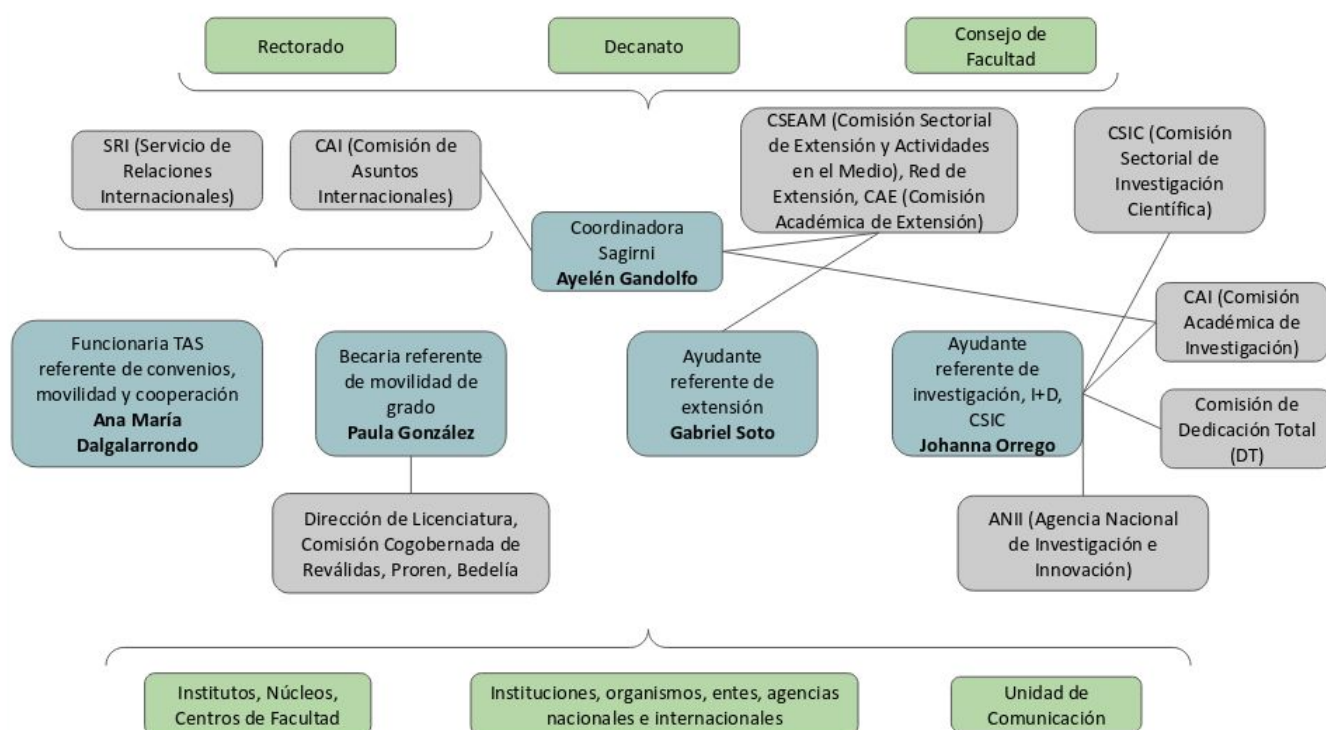 Rectorado
Decanato
Consejo de
Facultad
SRI (Servicio de
Relaciones
Internacionales)
CAI (Comisión de
Asuntos
Internacionales)
CSEAM (Comisión Sectorial
de Extensión y Actividades
en el Medio), Red de
Extensión, CAE (Comisión
Académica de Extensión)
CSIC (Comisión
Sectorial de
Investigación
Científica)
Coordinadora
Sagirni
Ayelén Gandolfo
CAI (Comisión
Académica de
Investigación)
Funcionaria TAS
referente de convenios,
movilidad y cooperación
Ana María
Dalgalarrondo
Becaria referente
de movilidad de
grado
Paula González
Ayudante
referente de
extensión
Gabriel Soto
Ayudante
referente de
investigación, I+D,
CSIC
Johanna Orrego
Comisión de
Dedicación Total
(DT)
Dirección de Licenciatura,
Comisión Cogobernada de
Reválidas, Proren, Bedelía
ANII (Agencia Nacional
de Investigación e
Innovación)
Institutos, Núcleos,
Centros de Facultad
Instituciones, organismos, entes, agencias
nacionales e internacionales
Unidad de
Comunicación